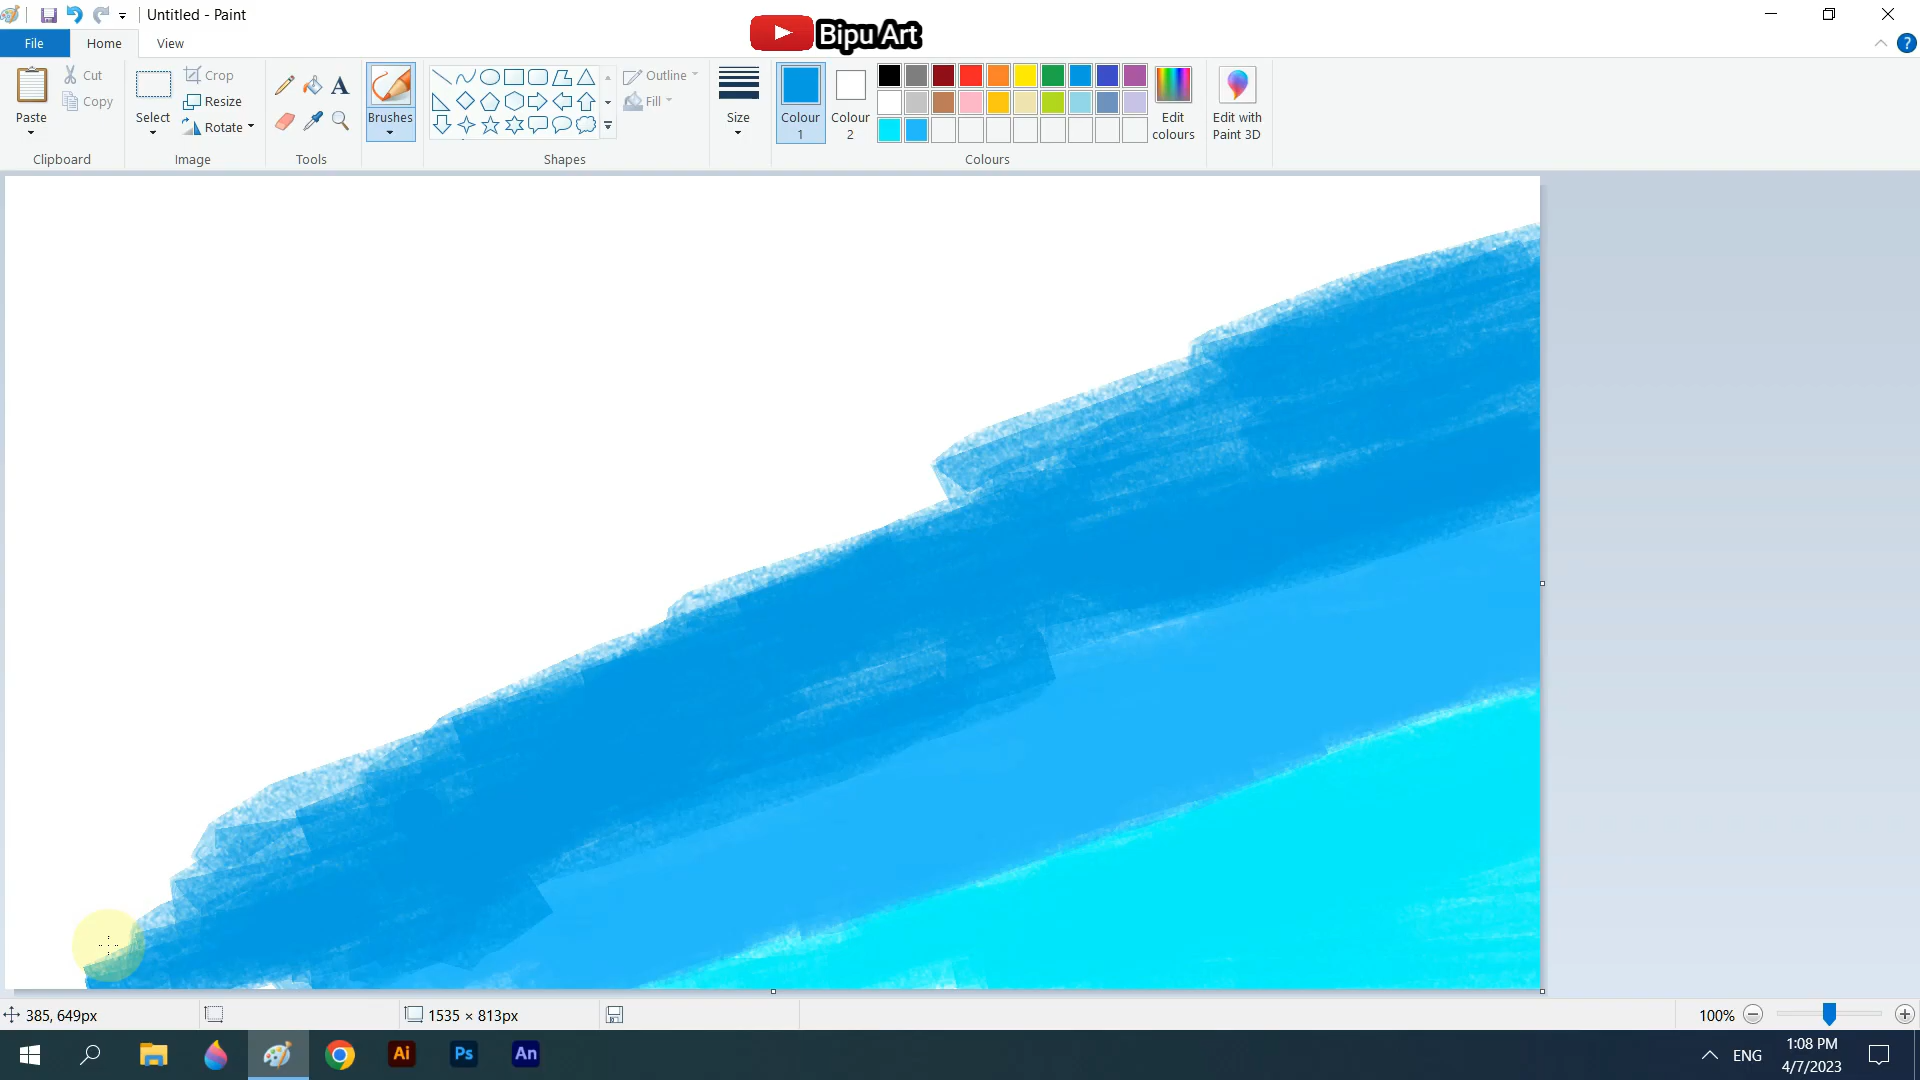 Untitled - Paint
Bipu Art
File
Home
View
Paste
Cut
Copy
Clipboard
Select
Crop
Resize
Rotate
Image
A
Tools
Brushes
Outline
Fill
Shapes
Size
Colour
1
Colour
2
Edit
colours
Colours
Edit with
Paint 3D
?
385, 649px
1535 × 813px
100%
Ai
Ps
An
ENG
1:08 PM
4/7/2023